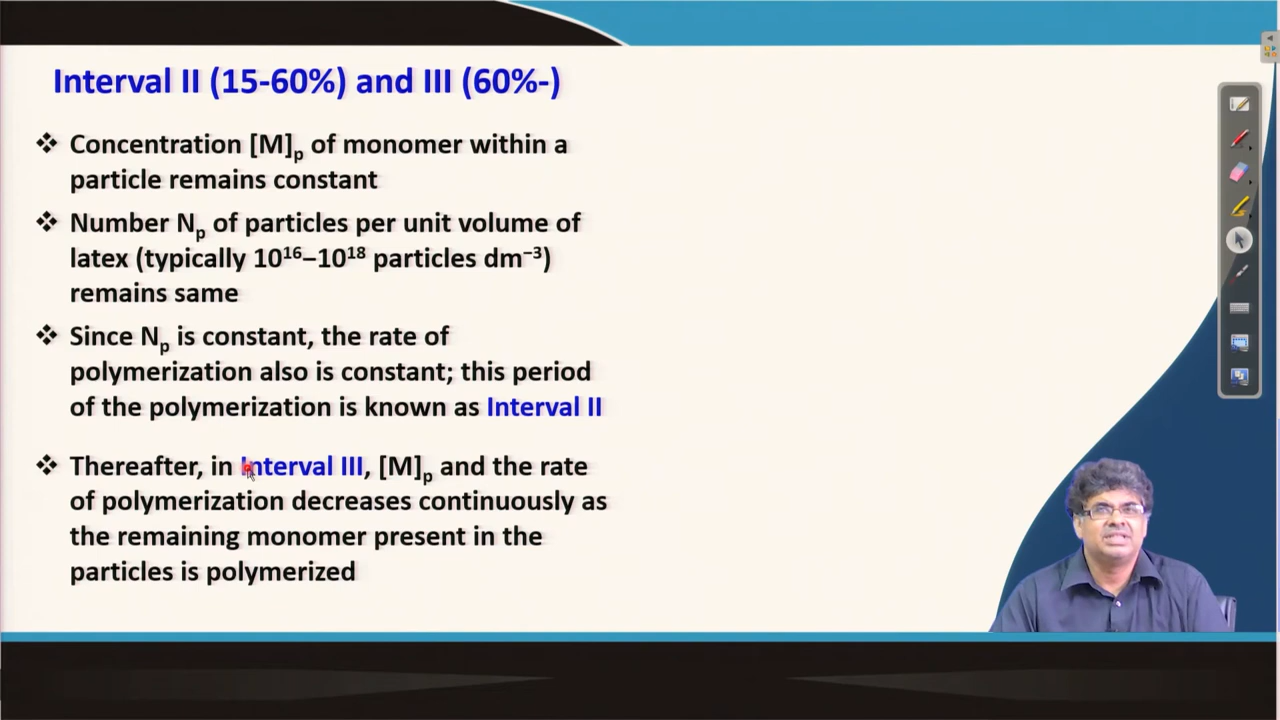 Interval II (15-60%) and III (60%-)
❖ Concentration [M]ₚ of monomer within a
particle remains constant
❖ Number Nₚ of particles per unit volume of
latex (typically 10¹⁶–10¹⁸ particles dm⁻³)
remains same
❖ Since Nₚ is constant, the rate of
polymerization also is constant; this period
of the polymerization is known as Interval II
❖ Thereafter, in Interval III, [M]ₚ and the rate
of polymerization decreases continuously as
the remaining monomer present in the
particles is polymerized